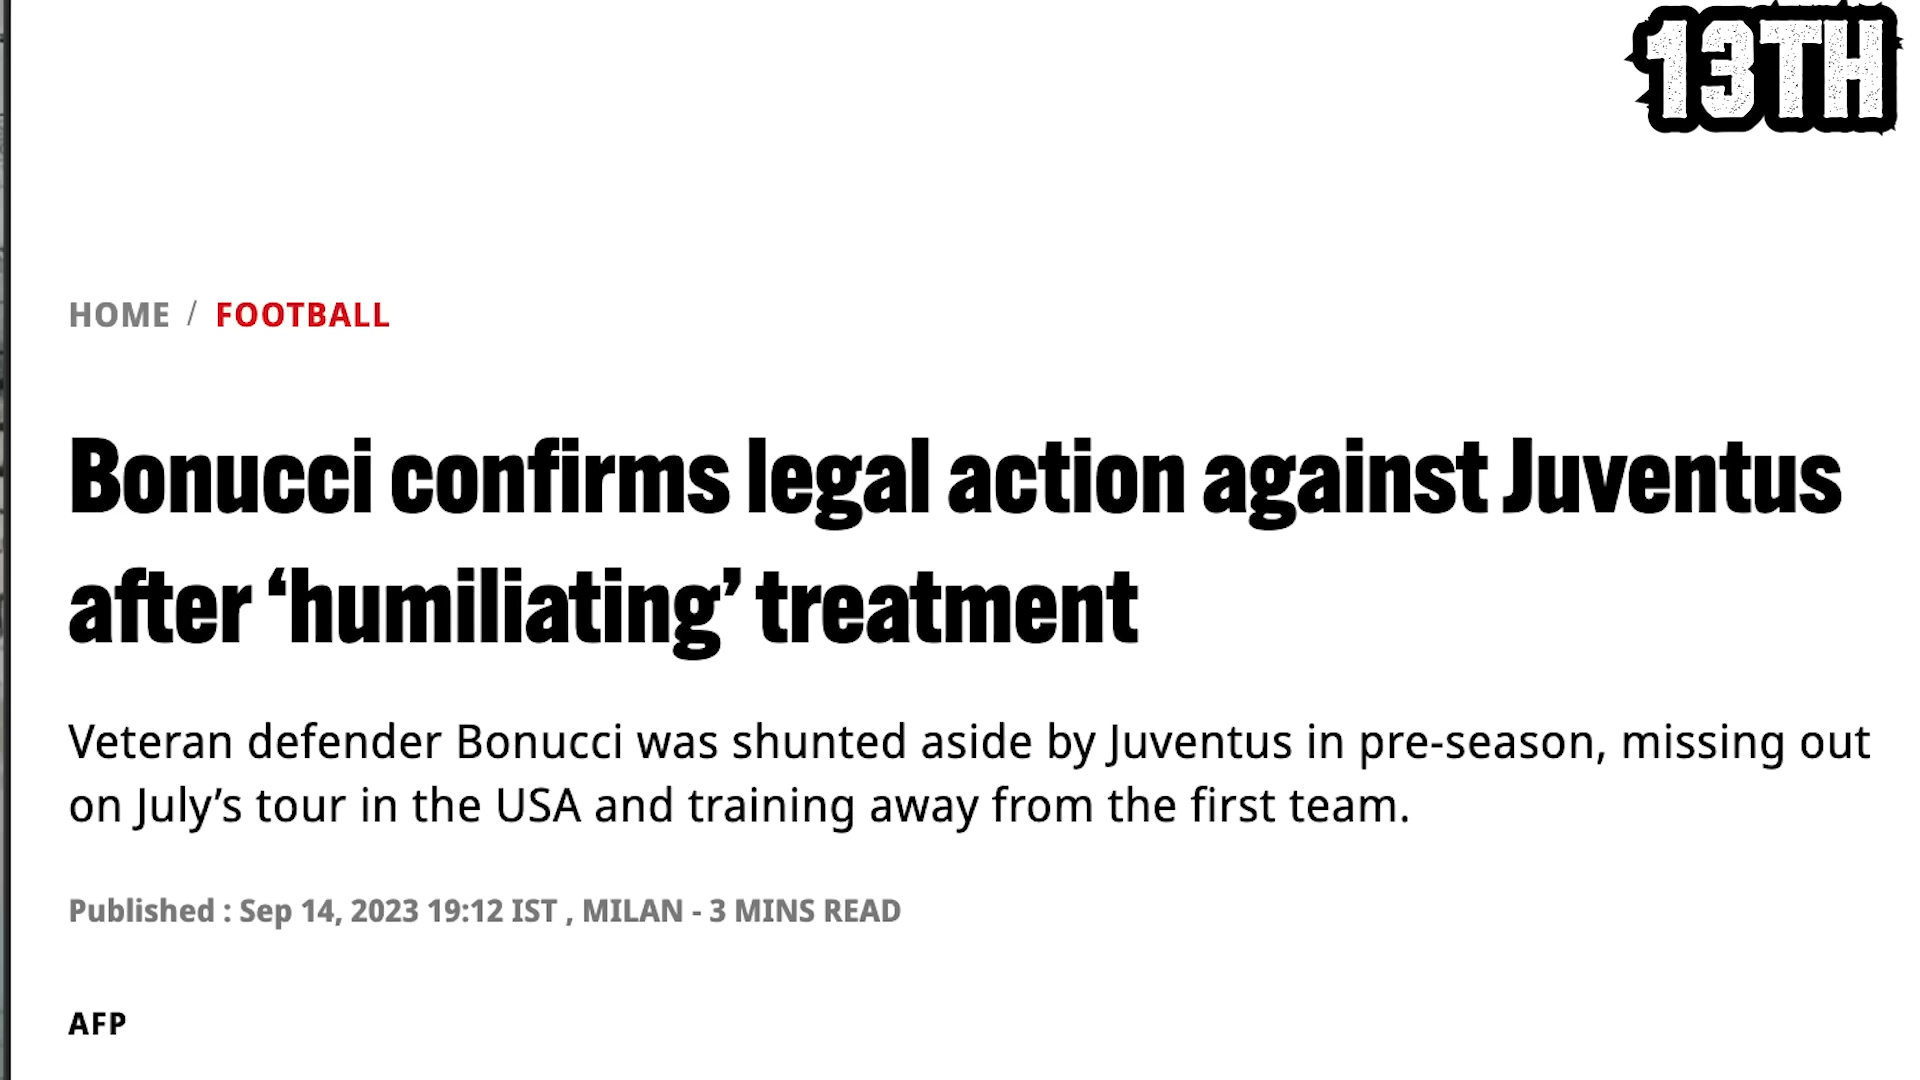 13TH
HOME / FOOTBALL
Bonucci confirms legal action against Juventus
after ‘humiliating’ treatment
Veteran defender Bonucci was shunted aside by Juventus in pre-season, missing out
on July’s tour in the USA and training away from the first team.
Published : Sep 14, 2023 19:12 IST , MILAN - 3 MINS READ
AFP